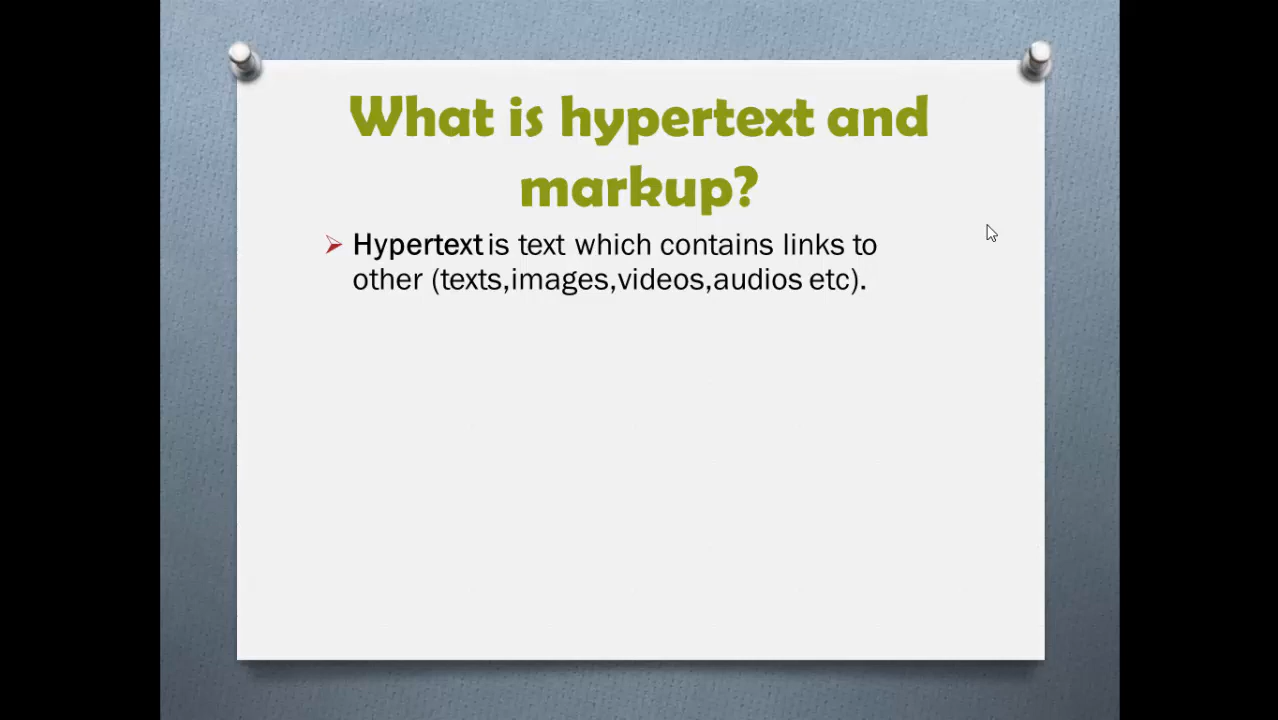 What is hypertext and
markup?
Hypertext is text which contains links to
other (texts,images,videos,audios etc).